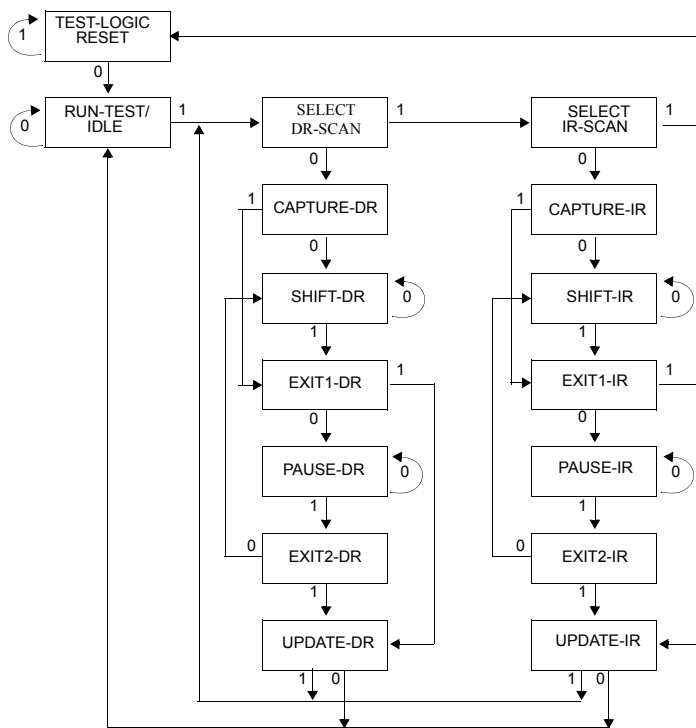 TEST-LOGIC
RESET
1
0
RUN-TEST/
IDLE
0
1
SELECT
DR-SCAN
1
SELECT
IR-SCAN
1
0
0
1
CAPTURE-DR
1
CAPTURE-IR
0
0
SHIFT-DR
0
SHIFT-IR
0
1
1
EXIT1-DR
1
EXIT1-IR
1
0
0
PAUSE-DR
0
PAUSE-IR
0
1
1
0
EXIT2-DR
0
EXIT2-IR
1
1
UPDATE-DR
UPDATE-IR
1
0
1
0